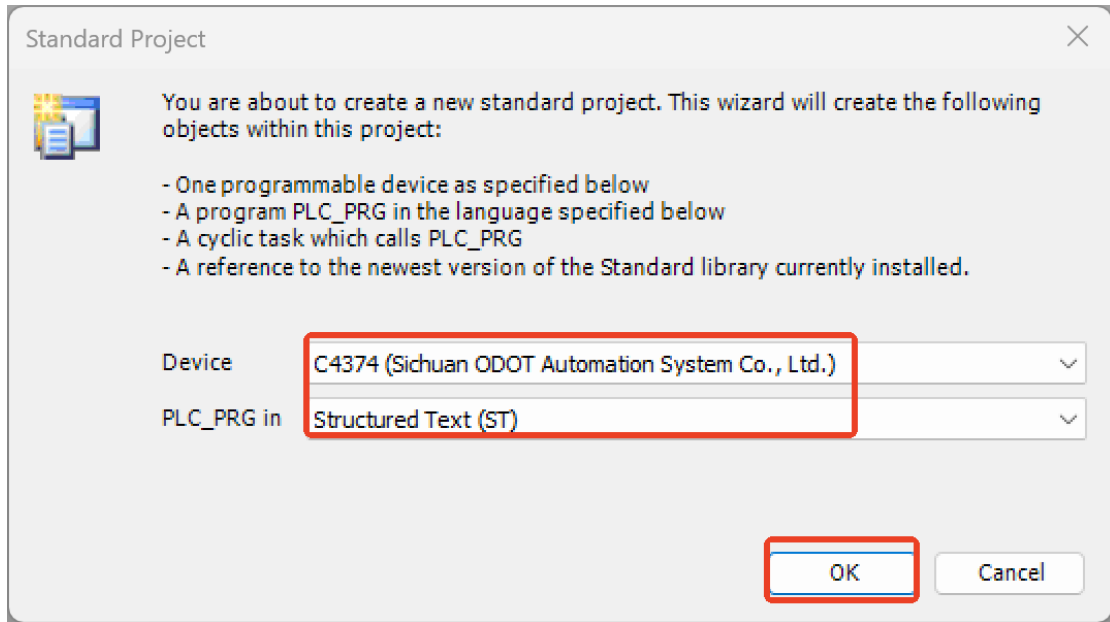 Standard Project
You are about to create a new standard project. This wizard will create the following
objects within this project:
- One programmable device as specified below
- A program PLC_PRG in the language specified below
- A cyclic task which calls PLC_PRG
- A reference to the newest version of the Standard library currently installed.
Device C4374 (Sichuan ODOT Automation System Co., Ltd.)
PLC_PRG in Structured Text (ST)
OK Cancel